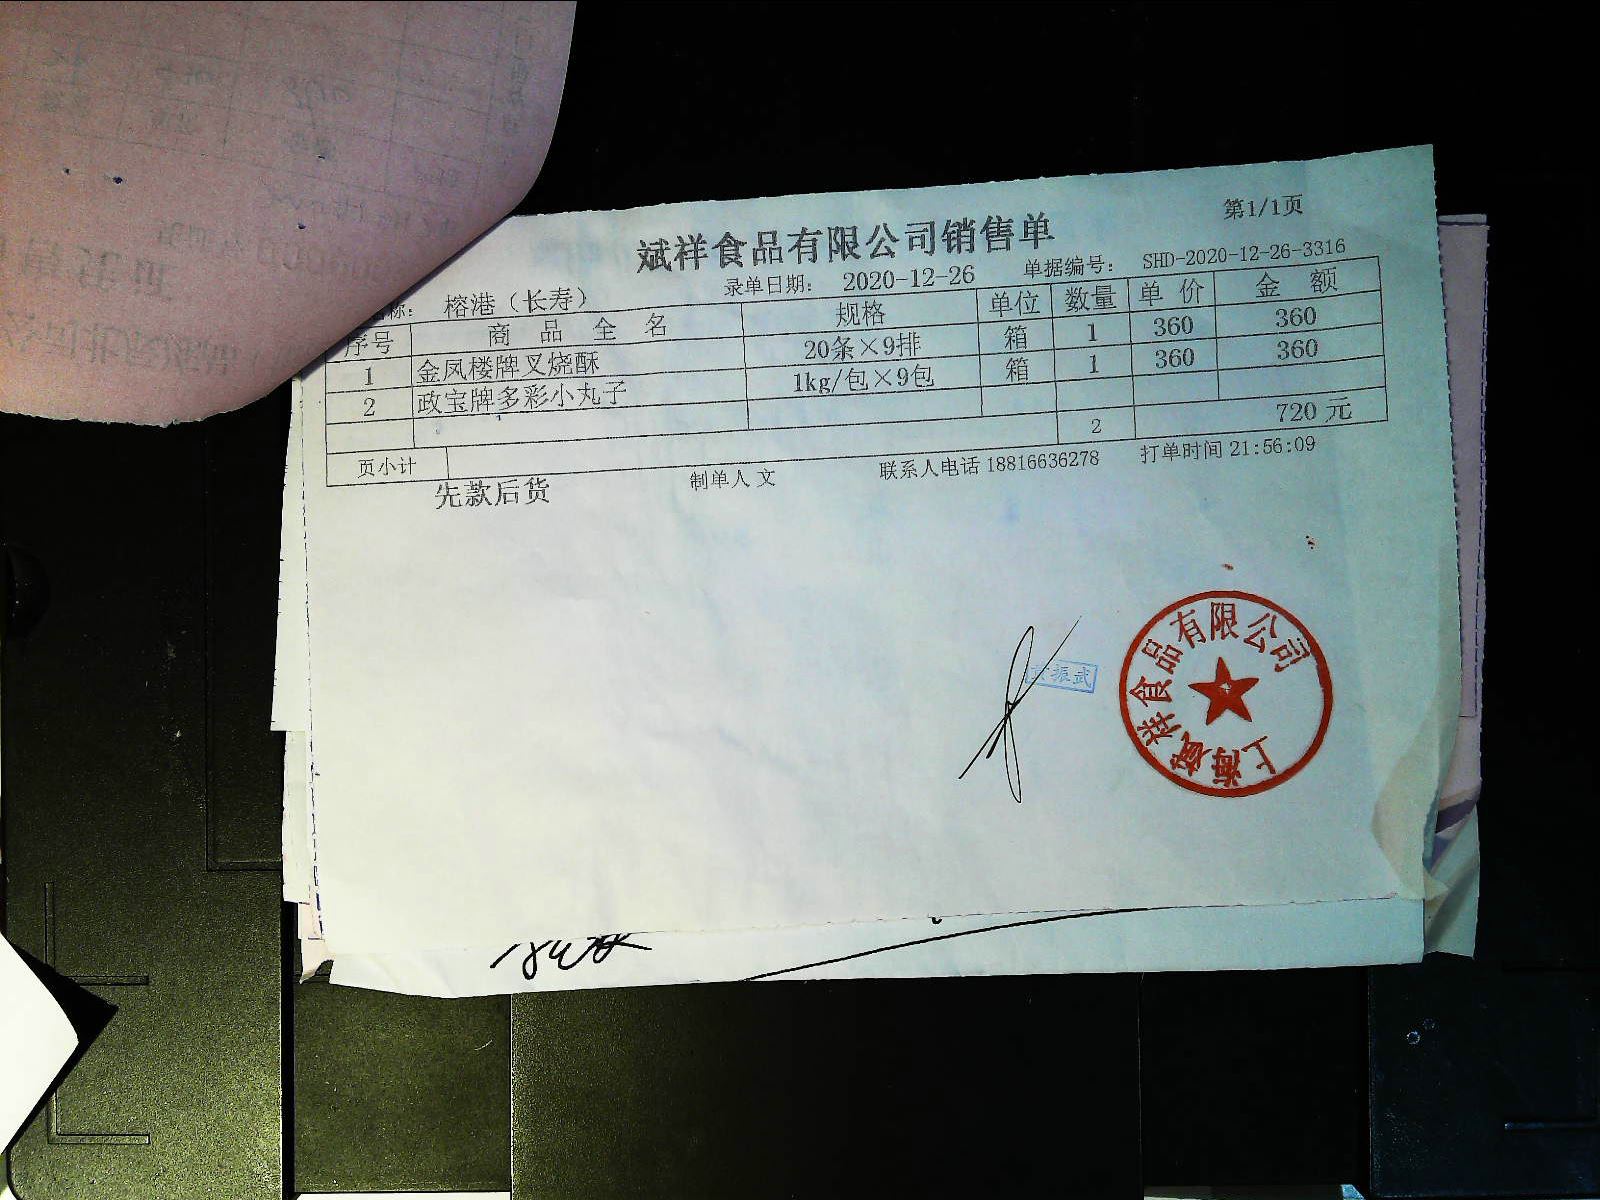 第1/1页
斌祥食品有限公司销售单
称： 榕港（长寿） 录单日期： 2020-12-26 单据编号： SHD-2020-12-26-3316
序号 商品全名 规格 单位 数量 单价 金额
1 金凤楼牌叉烧酥 20条×9排 箱 1 360 360
2 政宝牌多彩小丸子 1kg/包×9包 箱 1 360 360
页小计 2 720元
先款后货 制单人 文 联系人电话 18816636278 打单时间 21:56:09
振武
上海斌祥食品有限公司